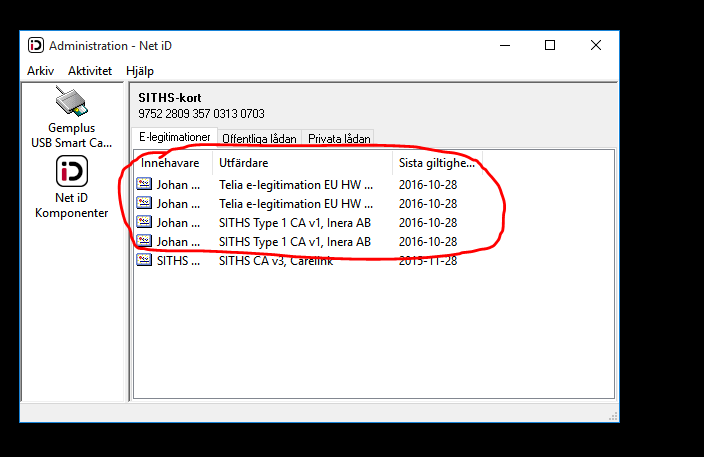 Administration - Net iD
Arkiv Aktivitet Hjälp
Gemplus
USB Smart Ca...
Net iD
Komponenter
SITHS-kort
9752 2809 357 0313 0703
E-legitimationer Offentliga lådan Privata lådan
Innehavare Utfärdare Sista giltighe...
Johan ... Telia e-legitimation EU HW ... 2016-10-28
Johan ... Telia e-legitimation EU HW ... 2016-10-28
Johan ... SITHS Type 1 CA v1, Inera AB 2016-10-28
Johan ... SITHS Type 1 CA v1, Inera AB 2016-10-28
SITHS ... SITHS CA v3, Carelink 2015-11-28